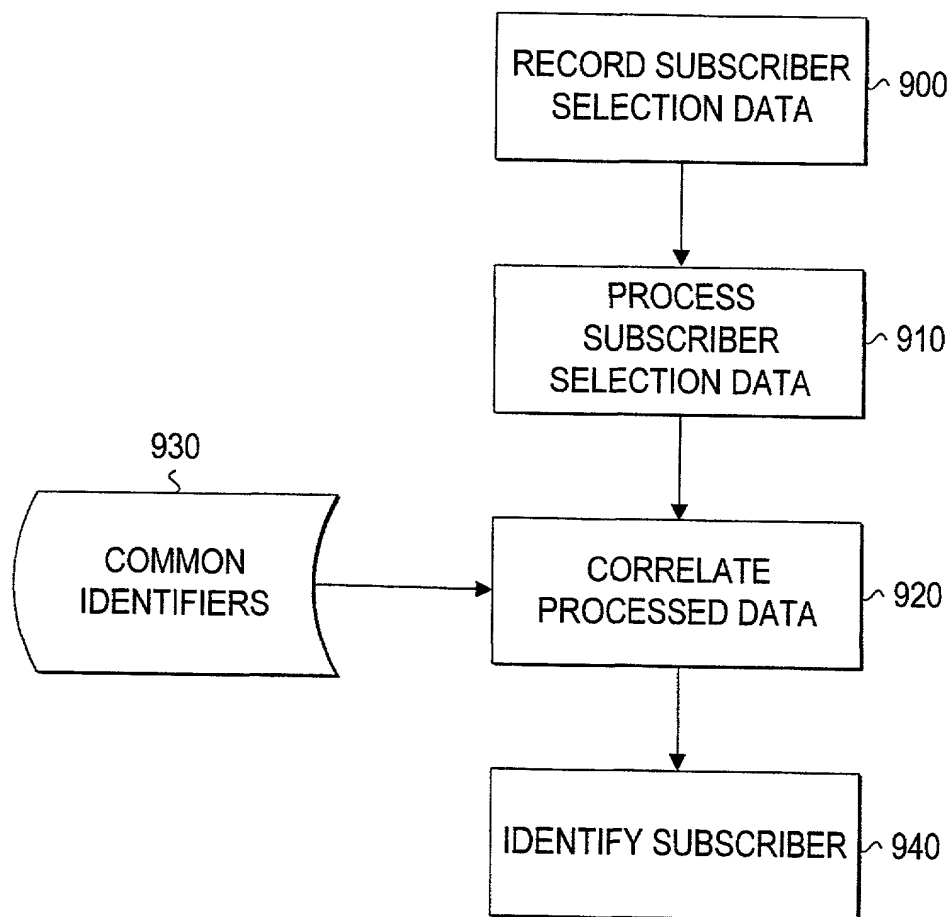 RECORD SUBSCRIBER
SELECTION DATA
900
PROCESS
SUBSCRIBER
SELECTION DATA
910
930
COMMON
IDENTIFIERS
CORRELATE
PROCESSED DATA
920
IDENTIFY SUBSCRIBER
940